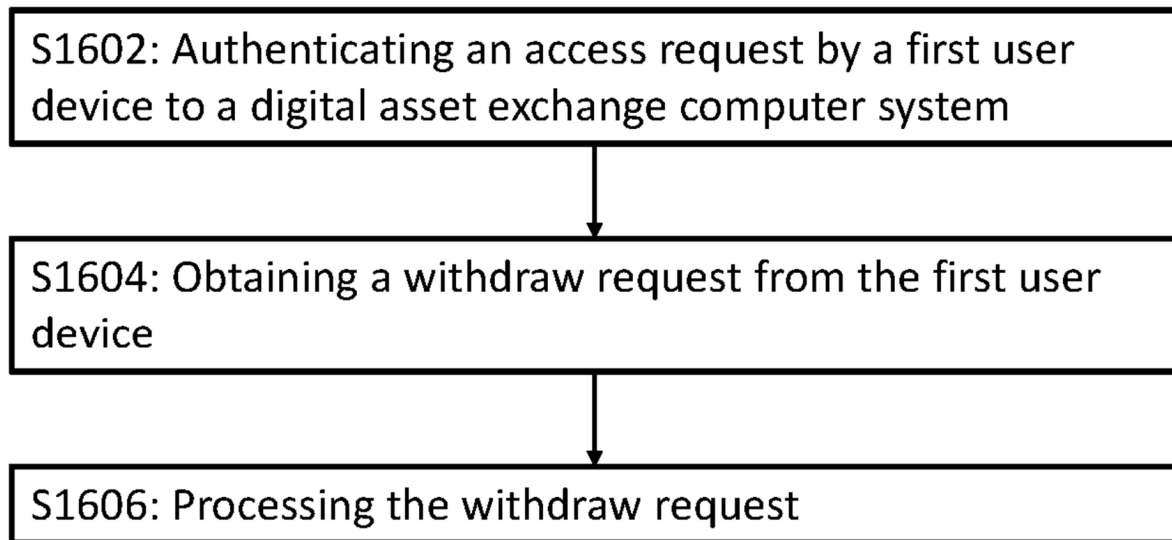 S1602: Authenticating an access request by a first user
device to a digital asset exchange computer system
S1604: Obtaining a withdraw request from the first user
device
S1606: Processing the withdraw request